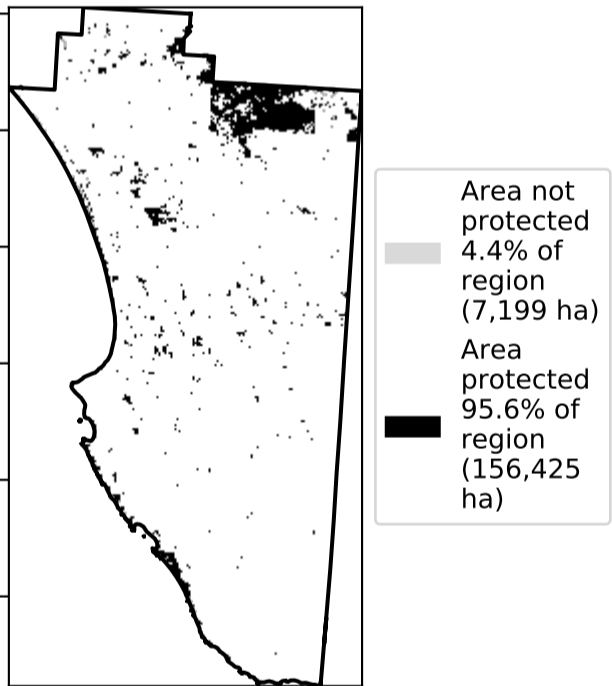 Area not
protected
4.4% of
region
(7,199 ha)
Area
protected
95.6% of
region
(156,425
ha)